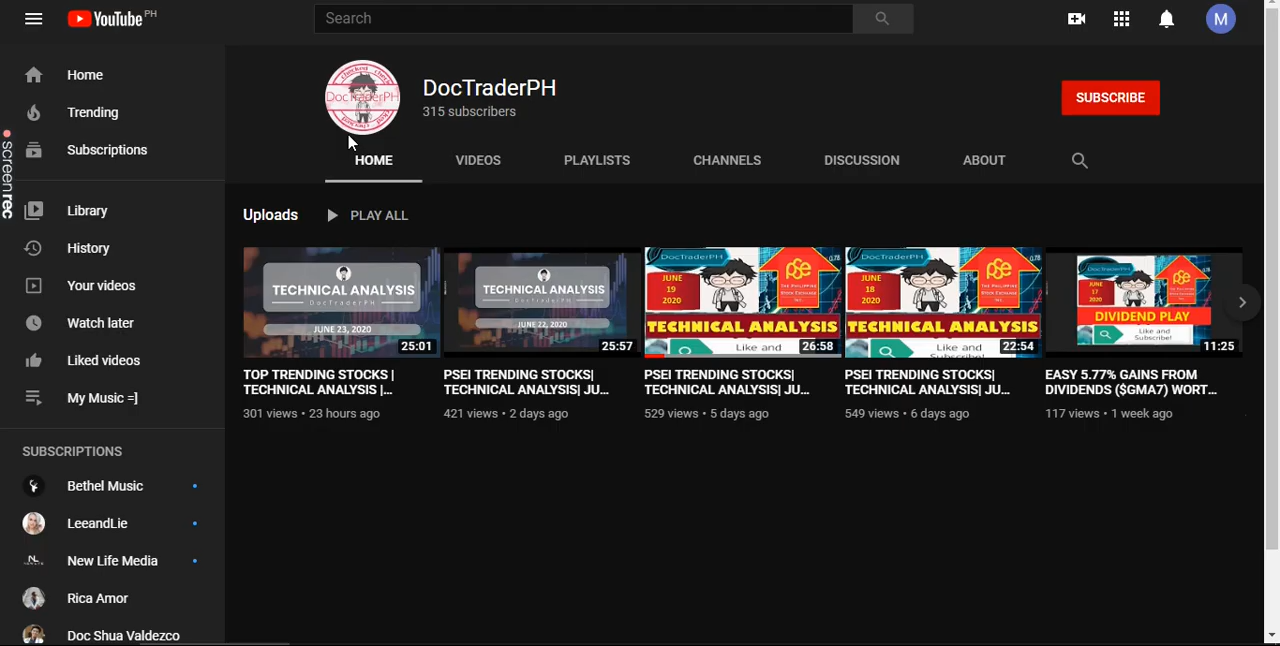 YouTube PH
Search
M
Home
Trending
Subscriptions
screenrec
Library
History
Your videos
Watch later
Liked videos
My Music =]
SUBSCRIPTIONS
Bethel Music
LeeandLie
New Life Media
Rica Amor
Doc Shua Valdezco
DocTraderPH
DocTraderPH
315 subscribers
SUBSCRIBE
HOME VIDEOS PLAYLISTS CHANNELS DISCUSSION ABOUT
Uploads PLAY ALL
TECHNICAL ANALYSIS
DocTraderPH
JUNE 23, 2020
25:01
TOP TRENDING STOCKS |
TECHNICAL ANALYSIS |...
301 views • 23 hours ago
TECHNICAL ANALYSIS
DocTraderPH
JUNE 22, 2020
25:57
PSEI TRENDING STOCKS|
TECHNICAL ANALYSIS| JU...
421 views • 2 days ago
DocTraderPH
JUNE
19
2020
pse
THE PHILIPPINE
STOCK EXCHANGE
INC.
TECHNICAL ANALYSIS
Like and
26:58
PSEI TRENDING STOCKS|
TECHNICAL ANALYSIS| JU...
529 views • 5 days ago
DocTraderPH
JUNE
18
2020
pse
THE PHILIPPINE
STOCK EXCHANGE
INC.
TECHNICAL ANALYSIS
Like and
Subscribe!
22:54
PSEI TRENDING STOCKS|
TECHNICAL ANALYSIS| JU...
549 views • 6 days ago
DocTraderPH
JUNE
17
2020
pse
DIVIDEND PLAY
Like and
Subscribe!
11:25
EASY 5.77% GAINS FROM
DIVIDENDS ($GMA7) WORT...
117 views • 1 week ago